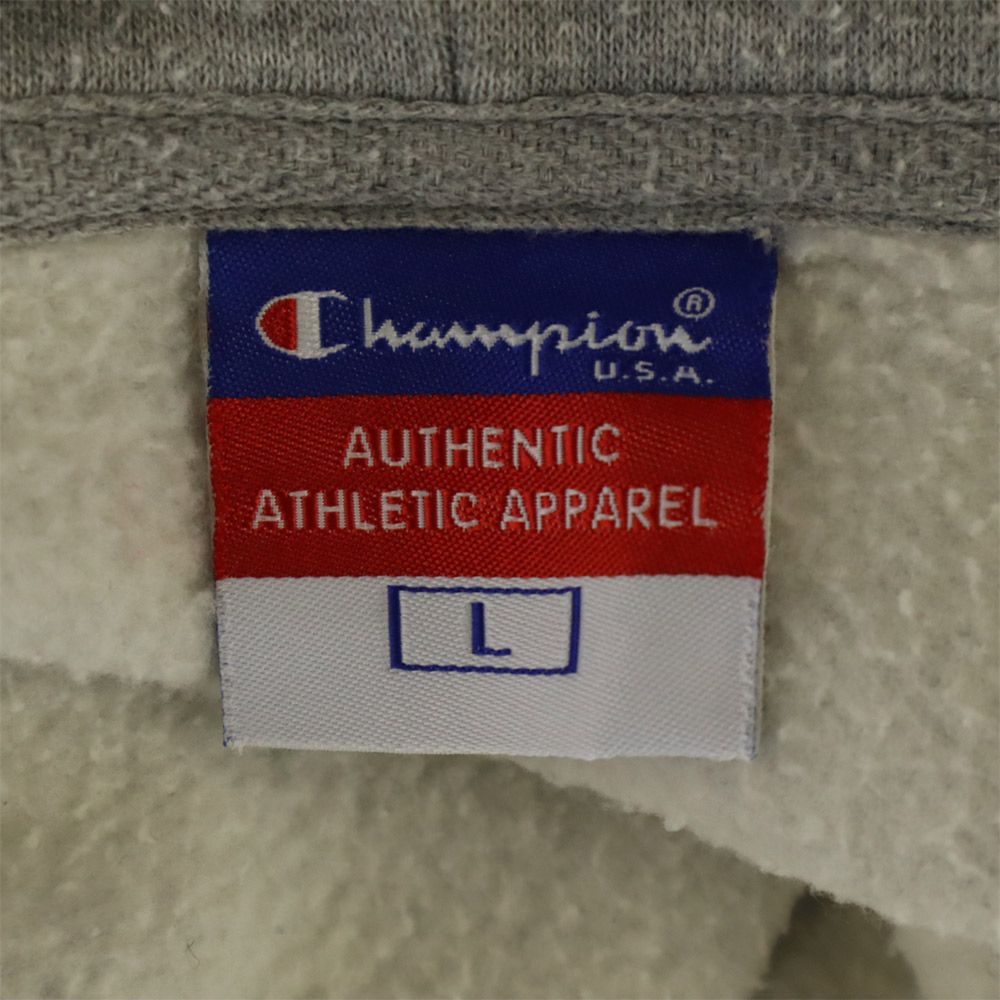 Champion®
U.S.A.
AUTHENTIC
ATHLETIC APPAREL
L